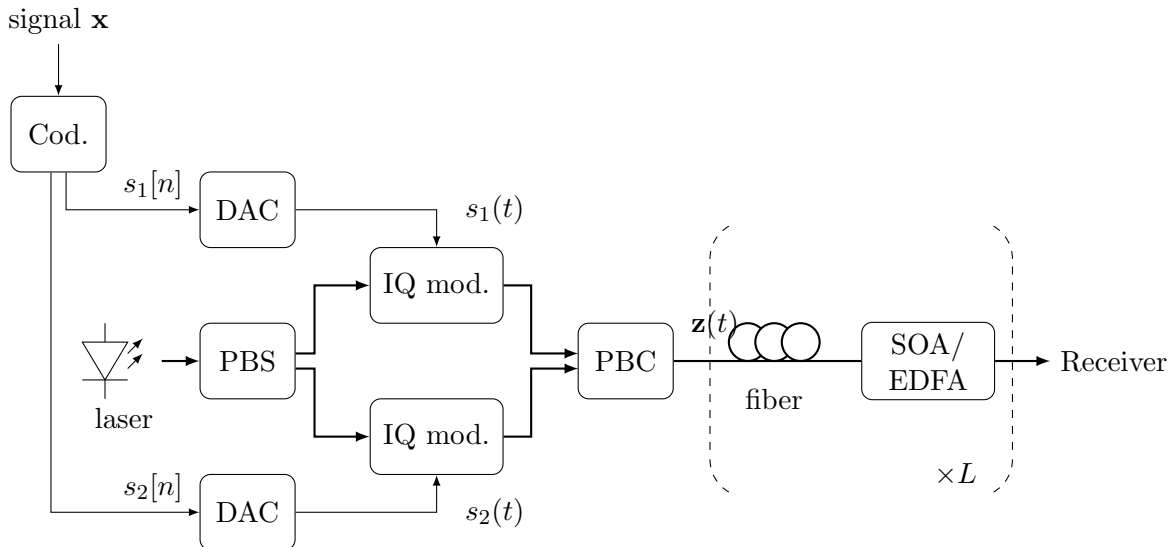 signal x
Cod.
s₁[n]
DAC
s₁(t)
IQ mod.
laser
PBS
PBC
z(t)
fiber
SOA/
EDFA
Receiver
×L
IQ mod.
s₂[n]
DAC
s₂(t)